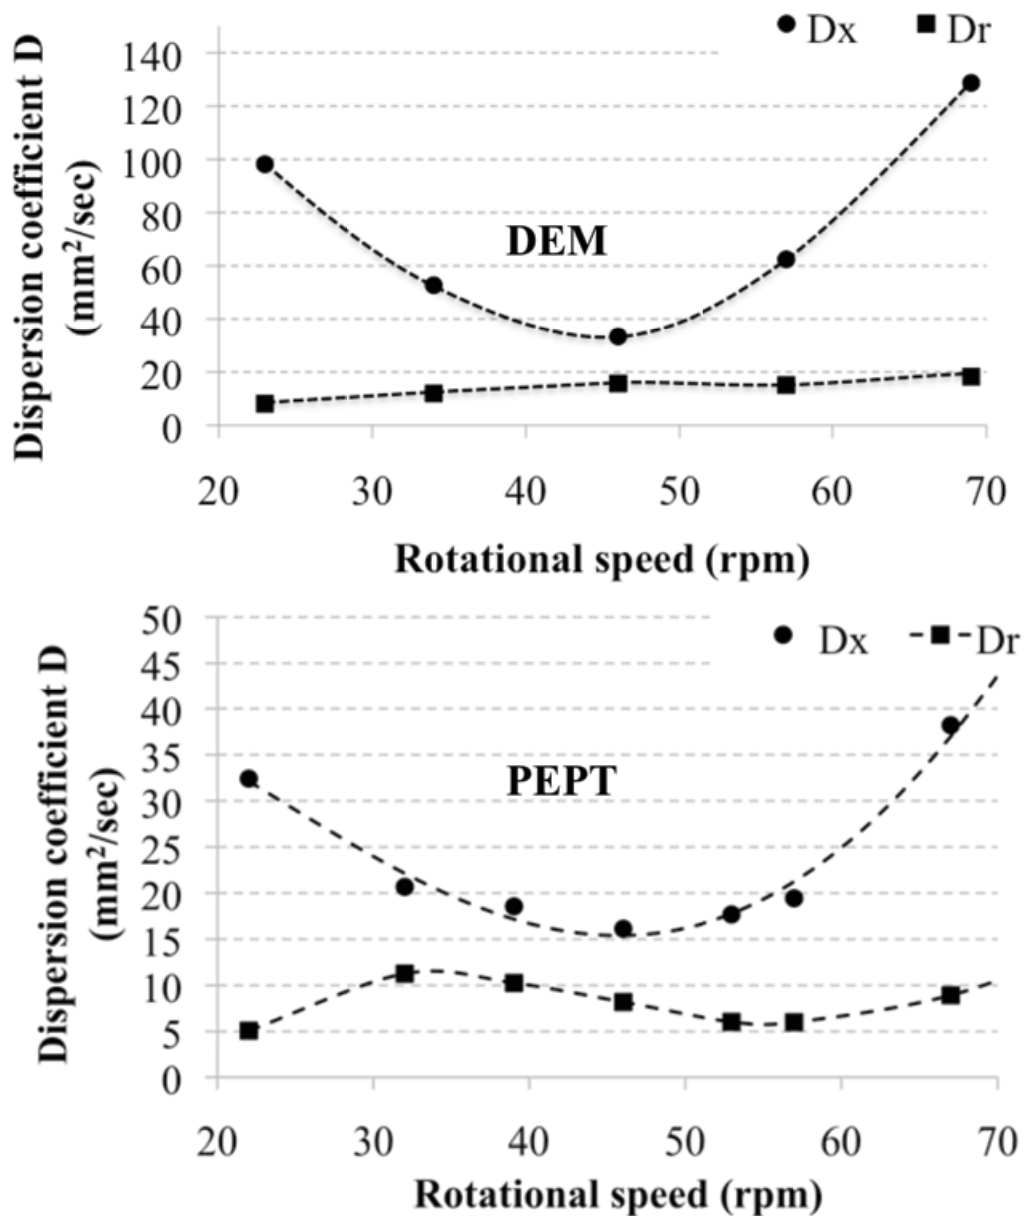 Dx Dr
Dispersion coefficient D
(mm²/sec)
140
120
100
80
60
40
20
0
DEM
20 30 40 50 60 70
Rotational speed (rpm)
Dx Dr
Dispersion coefficient D
(mm²/sec)
50
45
40
35
30
25
20
15
10
5
0
PEPT
20 30 40 50 60 70
Rotational speed (rpm)